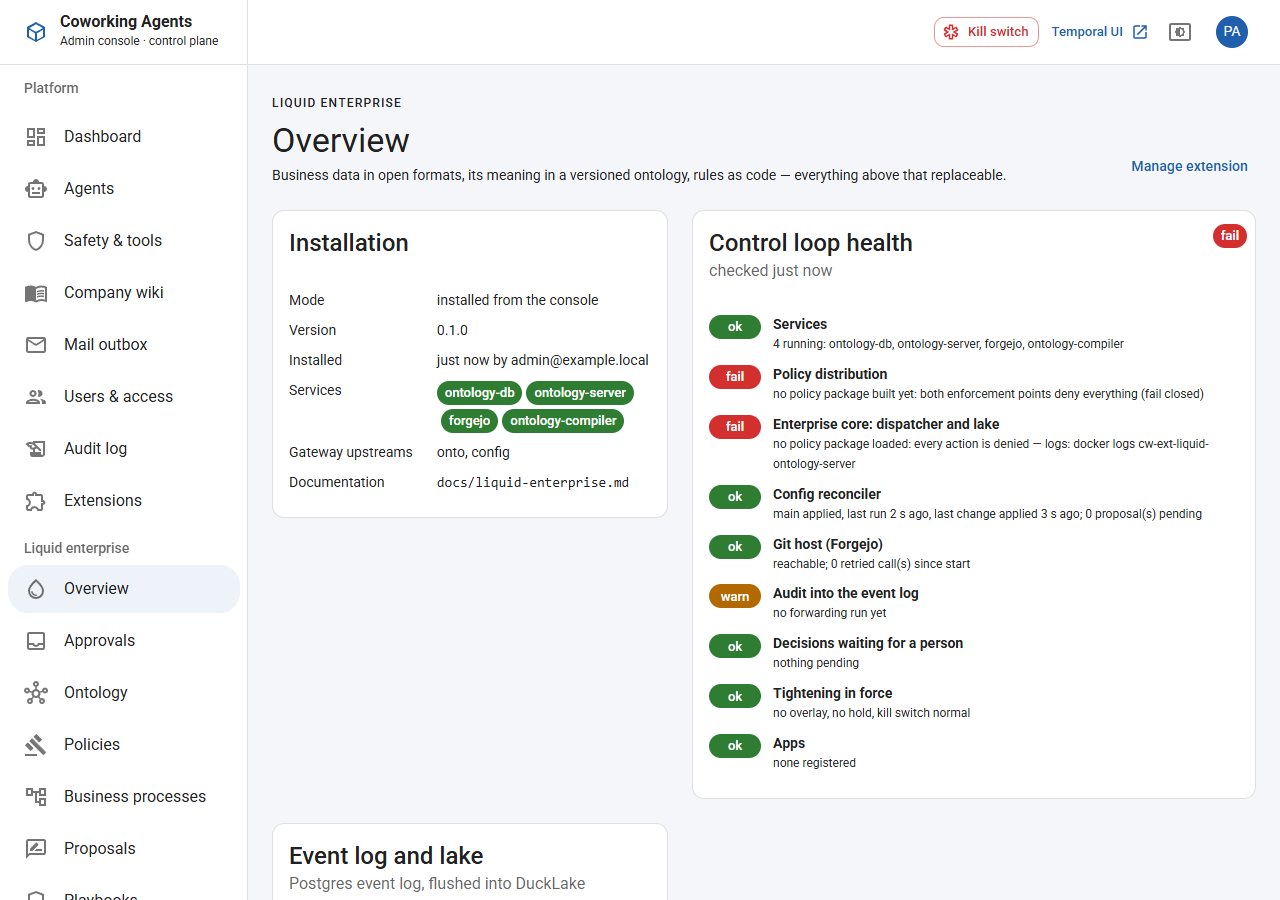 Coworking Agents
Admin console · control plane
Kill switch
Temporal UI
PA
Platform
Dashboard
Agents
Safety & tools
Company wiki
Mail outbox
Users & access
Audit log
Extensions
Liquid enterprise
Overview
Approvals
Ontology
Policies
Business processes
Proposals
Playbooks
LIQUID ENTERPRISE
Overview
Business data in open formats, its meaning in a versioned ontology, rules as code — everything above that replaceable.
Manage extension
Installation
Mode installed from the console
Version 0.1.0
Installed just now by admin@example.local
Services ontology-db ontology-server
forgejo ontology-compiler
Gateway upstreams onto, config
Documentation docs/liquid-enterprise.md
Control loop health
fail
checked just now
ok Services
4 running: ontology-db, ontology-server, forgejo, ontology-compiler
fail Policy distribution
no policy package built yet: both enforcement points deny everything (fail closed)
fail Enterprise core: dispatcher and lake
no policy package loaded: every action is denied — logs: docker logs cw-ext-liquid-
ontology-server
ok Config reconciler
main applied, last run 2 s ago, last change applied 3 s ago; 0 proposal(s) pending
ok Git host (Forgejo)
reachable; 0 retried call(s) since start
warn Audit into the event log
no forwarding run yet
ok Decisions waiting for a person
nothing pending
ok Tightening in force
no overlay, no hold, kill switch normal
ok Apps
none registered
Event log and lake
Postgres event log, flushed into DuckLake